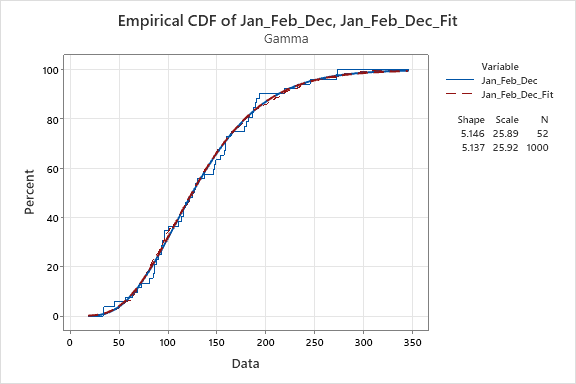 Empirical CDF of Jan_Feb_Dec, Jan_Feb_Dec_Fit
Gamma
100
80
60
40
20
0
Percent
0 50 100 150 200 250 300 350
Data
Variable
Jan_Feb_Dec
Jan_Feb_Dec_Fit
Shape Scale N
5.146 25.89 52
5.137 25.92 1000